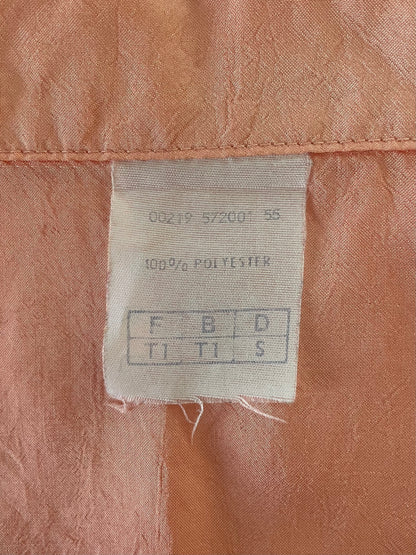 00219 5/2001 55
100% POLYESTER
F B D
T1 T1 S